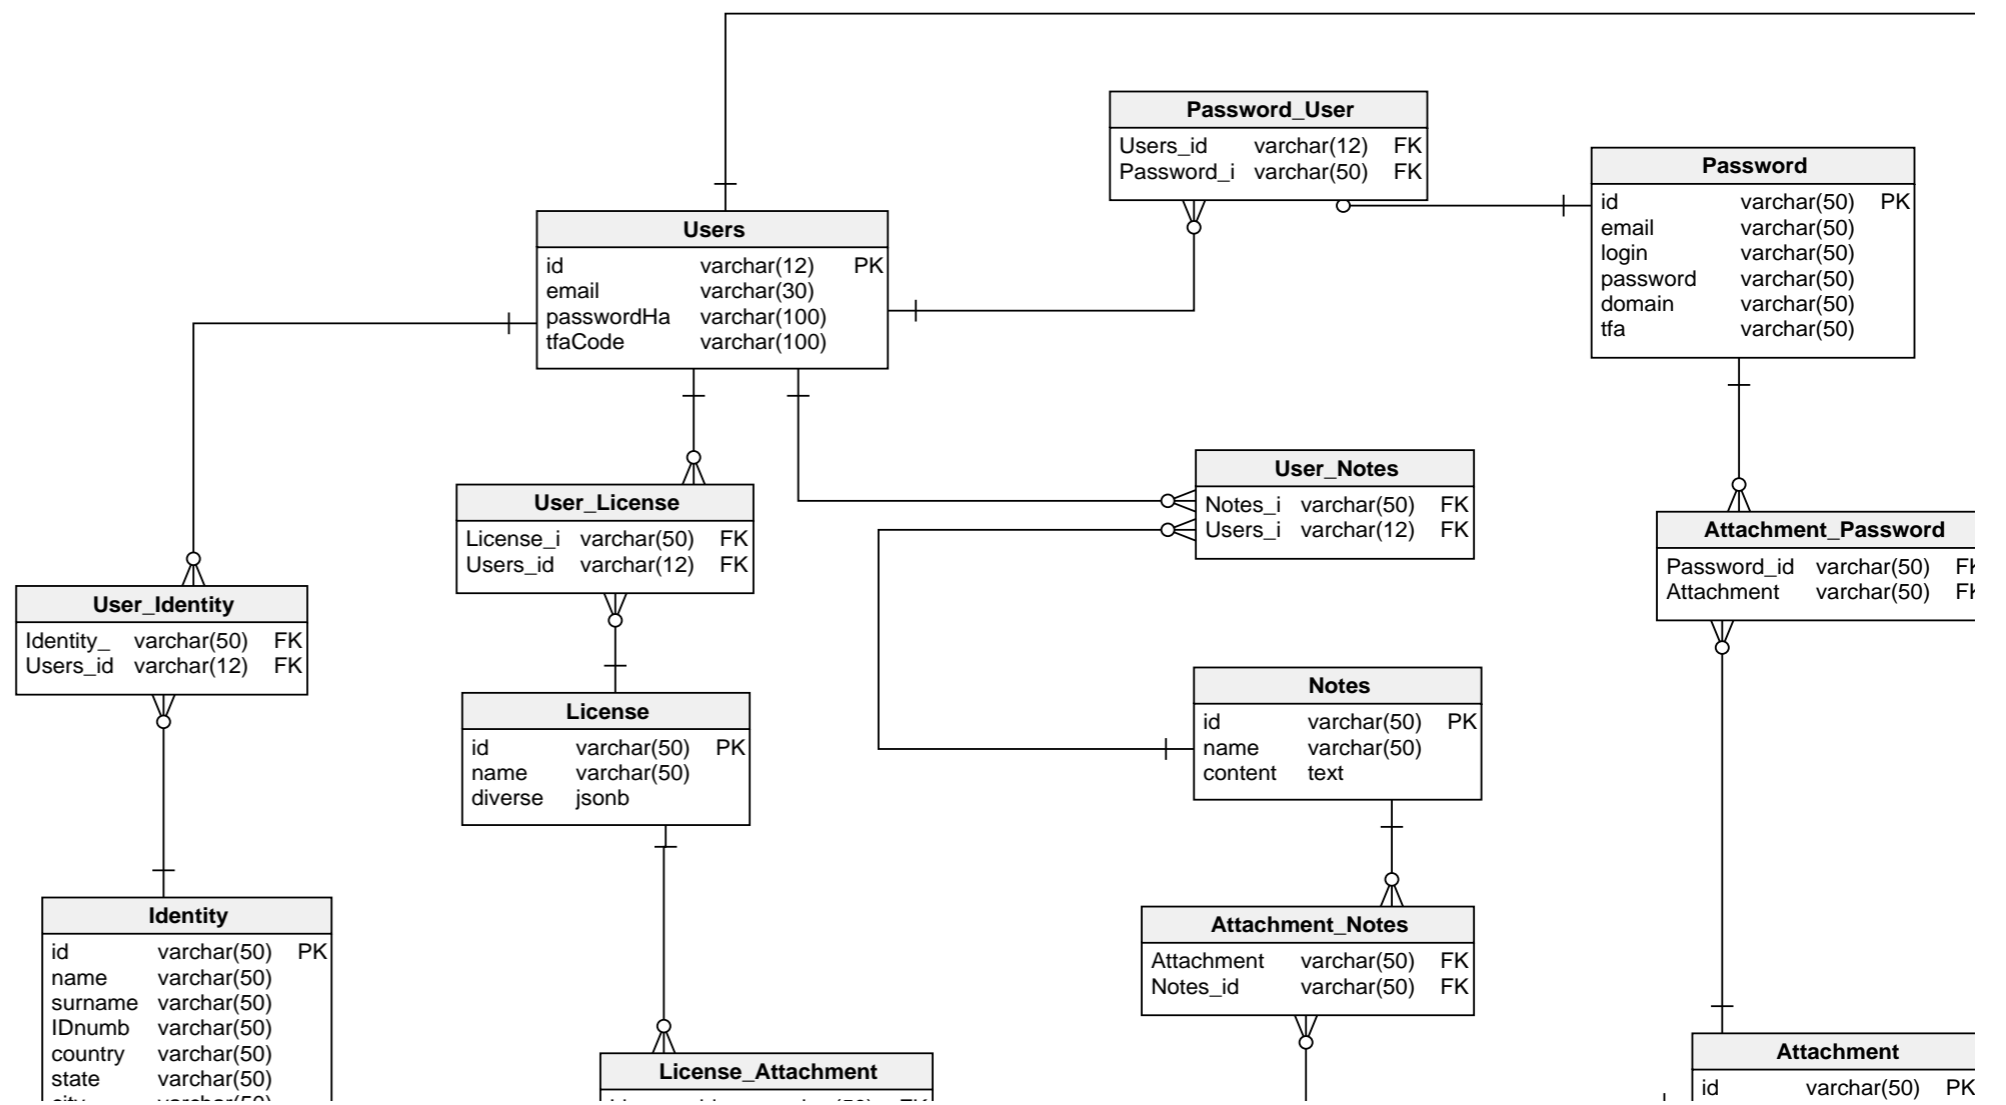 Password_User
Users_id varchar(12) FK
Password_i varchar(50) FK
Password
id varchar(50) PK
email varchar(50)
login varchar(50)
password varchar(50)
domain varchar(50)
tfa varchar(50)
Users
id varchar(12) PK
email varchar(30)
passwordHa varchar(100)
tfaCode varchar(100)
User_Notes
Notes_i varchar(50) FK
Users_i varchar(12) FK
User_License
License_i varchar(50) FK
Users_id varchar(12) FK
Attachment_Password
Password_id varchar(50) FK
Attachment varchar(50) FK
User_Identity
Identity_ varchar(50) FK
Users_id varchar(12) FK
Notes
id varchar(50) PK
name varchar(50)
content text
License
id varchar(50) PK
name varchar(50)
diverse jsonb
Identity
id varchar(50) PK
name varchar(50)
surname varchar(50)
IDnumb varchar(50)
country varchar(50)
state varchar(50)
city varchar(50)
Attachment_Notes
Attachment varchar(50) FK
Notes_id varchar(50) FK
License_Attachment
Attachment
id varchar(50) PK